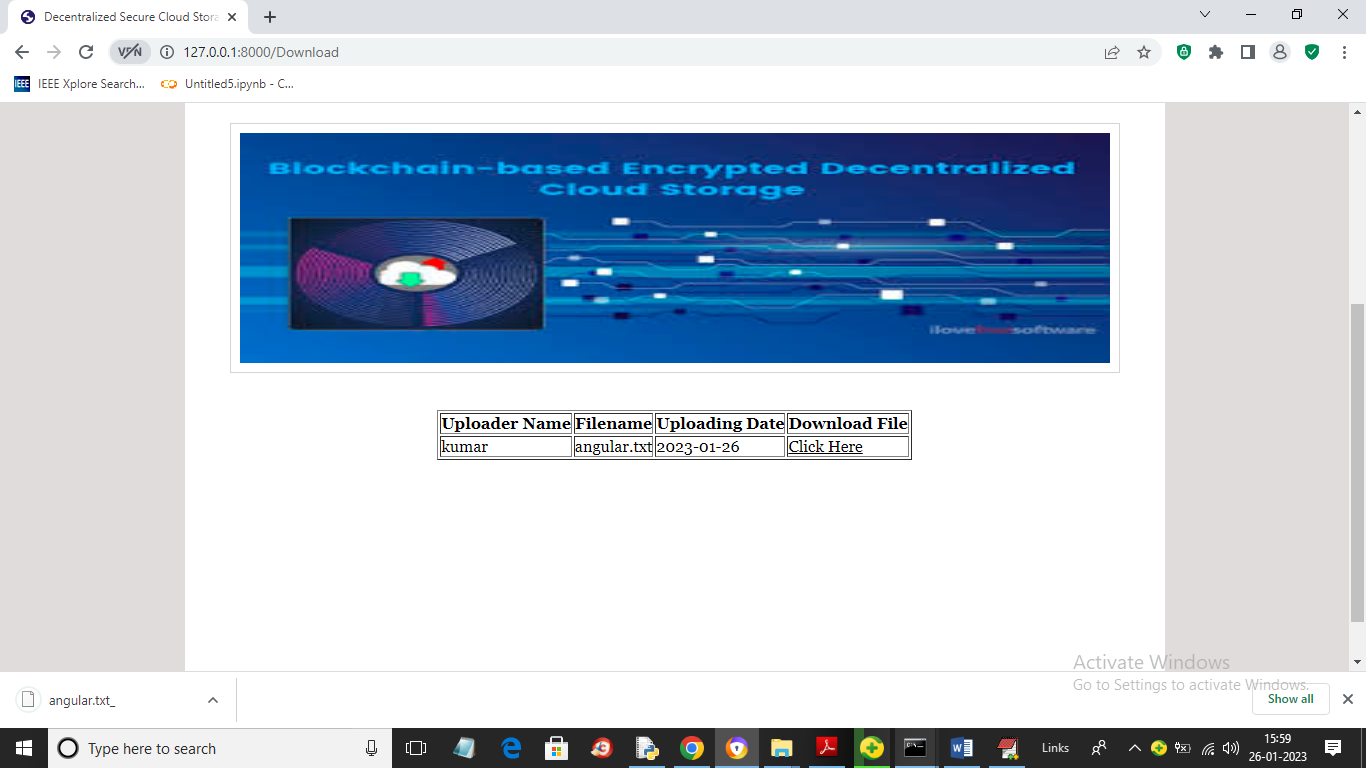 Decentralized Secure Cloud Stora
VPN
127.0.0.1:8000/Download
IEEE
IEEE Xplore Search...
Untitled5.ipynb - C...
Blockchain-based Encrypted Decentralized
Cloud Storage
ilovefreesoftware
Uploader Name Filename Uploading Date Download File
kumar angular.txt 2023-01-26 Click Here
Activate Windows
Go to Settings to activate Windows.
angular.txt_
Show all
Type here to search
Links
15:59
26-01-2023